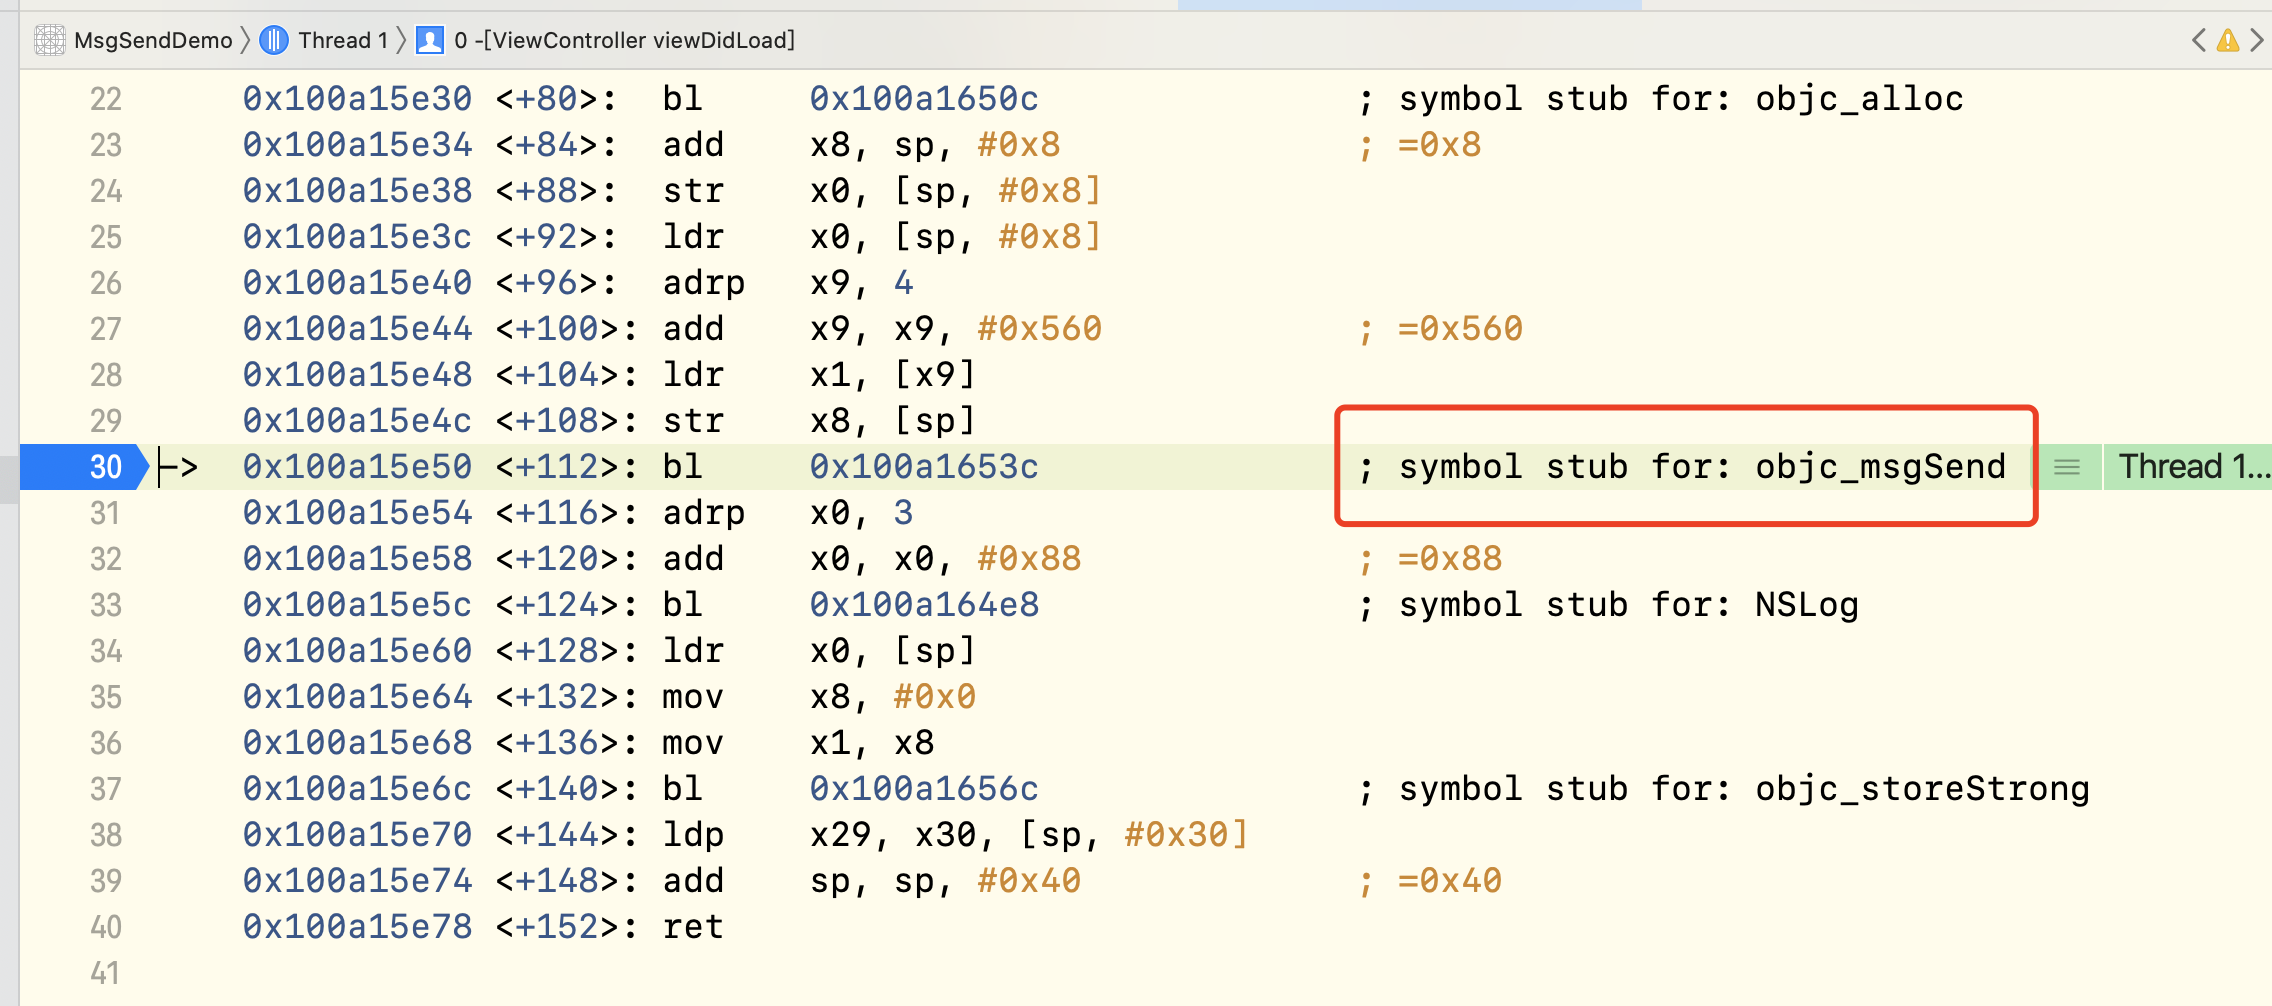 MsgSendDemo 〉 Thread 1 〉 0 -[ViewController viewDidLoad]
22 0x100a15e30 <+80>: bl 0x100a1650c ; symbol stub for: objc_alloc
23 0x100a15e34 <+84>: add x8, sp, #0x8 ; =0x8
24 0x100a15e38 <+88>: str x0, [sp, #0x8]
25 0x100a15e3c <+92>: ldr x0, [sp, #0x8]
26 0x100a15e40 <+96>: adrp x9, 4
27 0x100a15e44 <+100>: add x9, x9, #0x560 ; =0x560
28 0x100a15e48 <+104>: ldr x1, [x9]
29 0x100a15e4c <+108>: str x8, [sp]
30 -> 0x100a15e50 <+112>: bl 0x100a1653c ; symbol stub for: objc_msgSend Thread 1...
31 0x100a15e54 <+116>: adrp x0, 3
32 0x100a15e58 <+120>: add x0, x0, #0x88 ; =0x88
33 0x100a15e5c <+124>: bl 0x100a164e8 ; symbol stub for: NSLog
34 0x100a15e60 <+128>: ldr x0, [sp]
35 0x100a15e64 <+132>: mov x8, #0x0
36 0x100a15e68 <+136>: mov x1, x8
37 0x100a15e6c <+140>: bl 0x100a1656c ; symbol stub for: objc_storeStrong
38 0x100a15e70 <+144>: ldp x29, x30, [sp, #0x30]
39 0x100a15e74 <+148>: add sp, sp, #0x40 ; =0x40
40 0x100a15e78 <+152>: ret
41